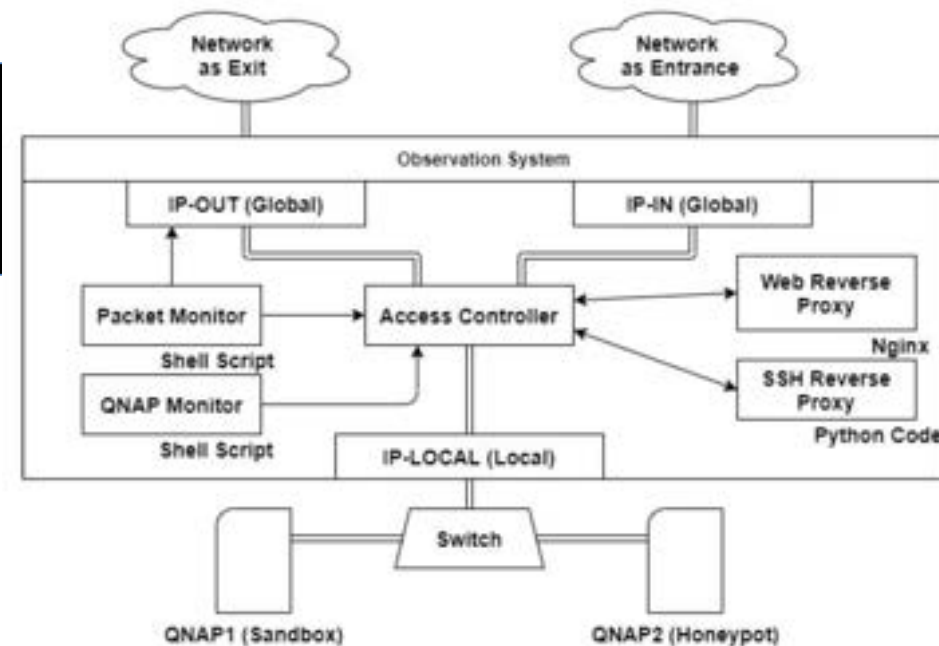 Network
as Exit
Network
as Entrance
Observation System
IP-OUT (Global)
IP-IN (Global)
Packet Monitor
Shell Script
Access Controller
Web Reverse
Proxy
Nginx
QNAP Monitor
Shell Script
SSH Reverse
Proxy
Python Code
IP-LOCAL (Local)
Switch
QNAP1 (Sandbox)
QNAP2 (Honeypot)